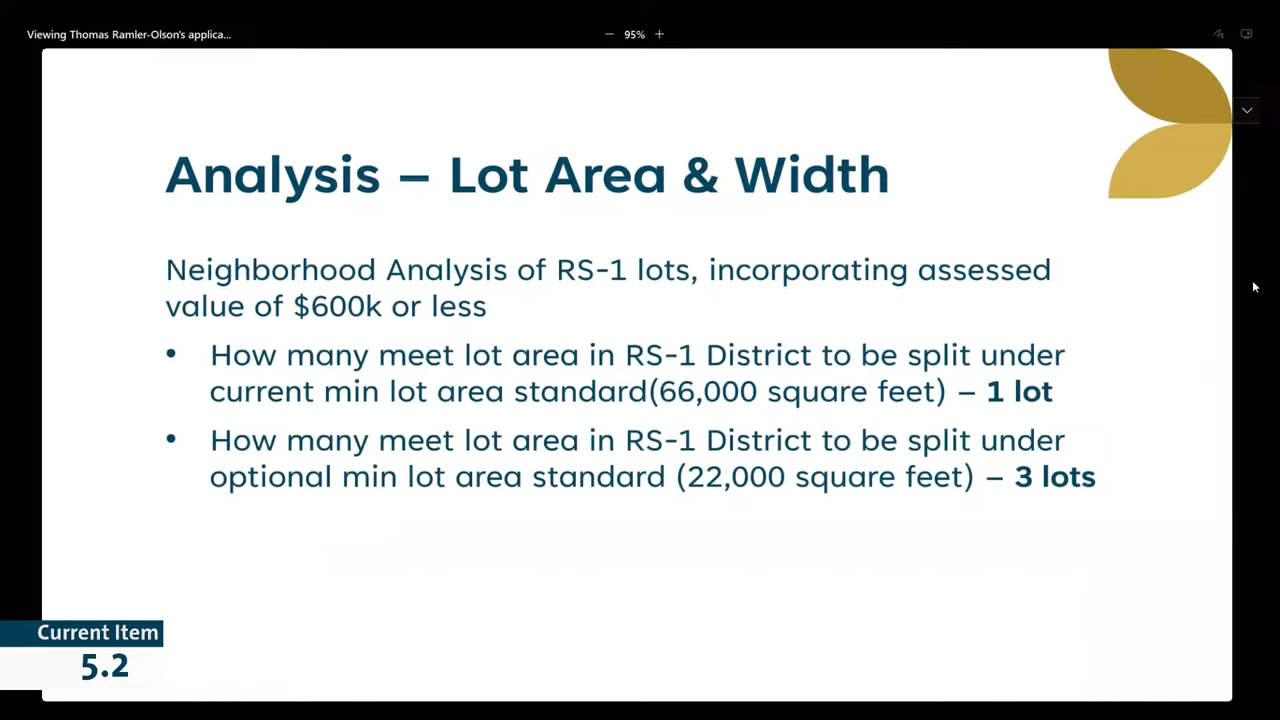 Viewing Thomas Ramler-Olson's applica...
— 95% +
Analysis – Lot Area & Width
Neighborhood Analysis of RS-1 lots, incorporating assessed
value of $600k or less
• How many meet lot area in RS-1 District to be split under
current min lot area standard(66,000 square feet) – 1 lot
• How many meet lot area in RS-1 District to be split under
optional min lot area standard (22,000 square feet) – 3 lots
Current Item
5.2